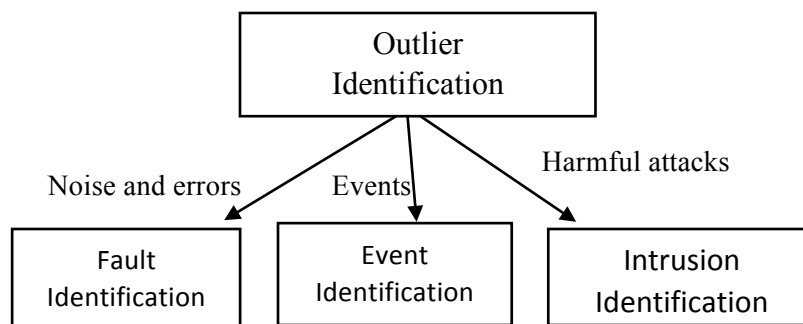 Outlier
Identification
Harmful attacks
Noise and errors
Events
Fault
Identification
Event
Identification
Intrusion
Identification